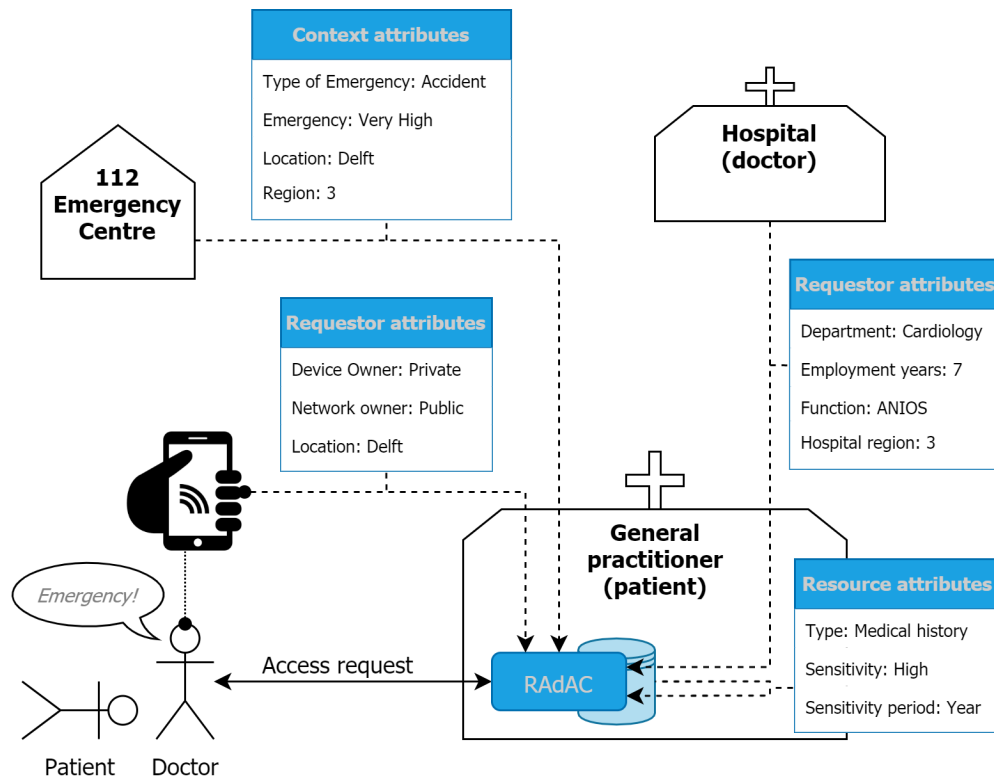 Context attributes
Type of Emergency: Accident
Emergency: Very High
Location: Delft
Region: 3
112
Emergency
Centre
Hospital
(doctor)
Requestor attributes
Department: Cardiology
Employment years: 7
Function: ANIOS
Hospital region: 3
Requestor attributes
Device Owner: Private
Network owner: Public
Location: Delft
General
practitioner
(patient)
Resource attributes
Type: Medical history
Sensitivity: High
Sensitivity period: Year
Emergency!
Access request
RAdAC
Patient
Doctor